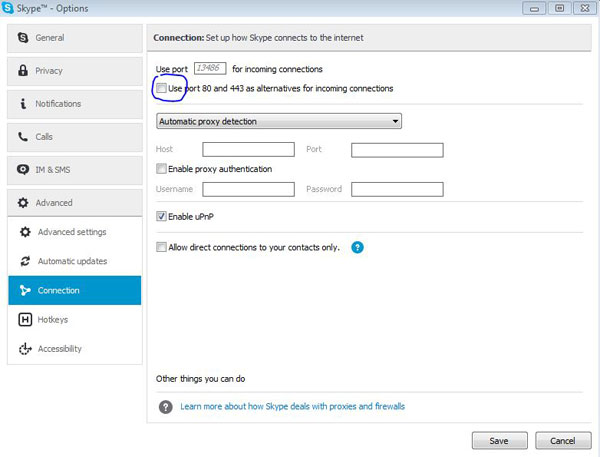 Skype™ - Options
General
Privacy
Notifications
Calls
IM & SMS
Advanced
Advanced settings
Automatic updates
Connection
Hotkeys
Accessibility
Connection: Set up how Skype connects to the internet
Use port 13486 for incoming connections
Use port 80 and 443 as alternatives for incoming connections
Automatic proxy detection
Host Port
Enable proxy authentication
Username Password
Enable uPnP
Allow direct connections to your contacts only. ?
Other things you can do
? Learn more about how Skype deals with proxies and firewalls
Save Cancel